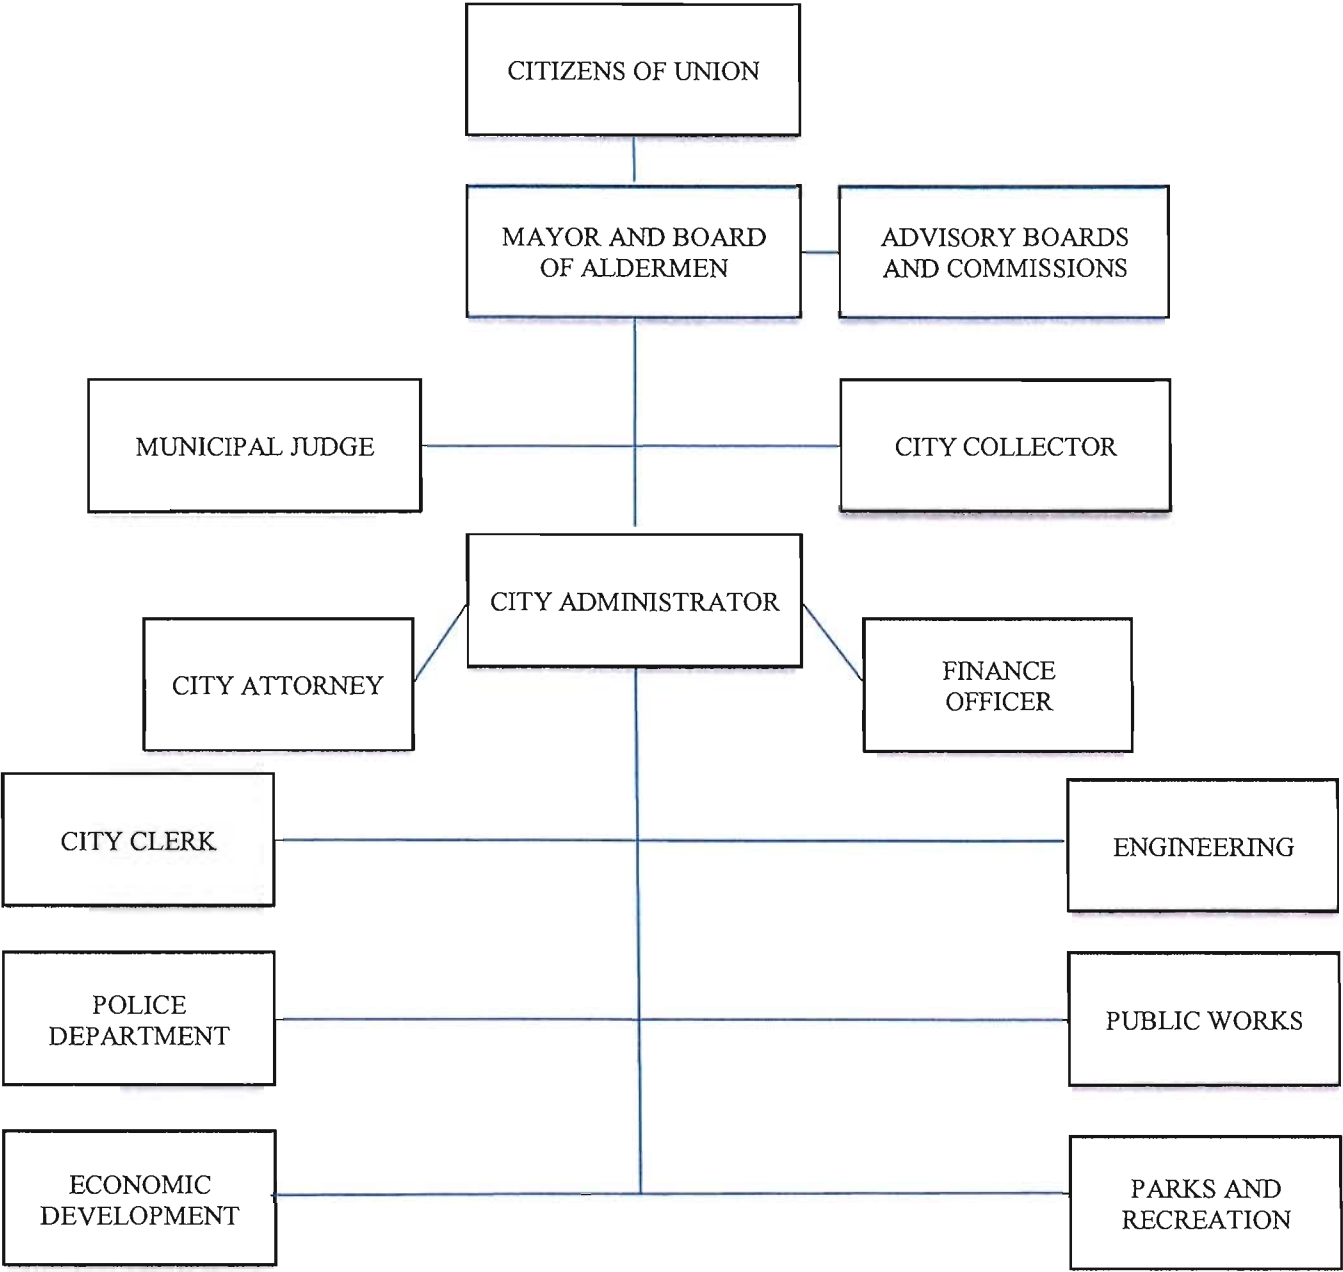 CITIZENS OF UNION
MAYOR AND BOARD
OF ALDERMEN
ADVISORY BOARDS
AND COMMISSIONS
MUNICIPAL JUDGE
CITY COLLECTOR
CITY ADMINISTRATOR
CITY ATTORNEY
FINANCE
OFFICER
CITY CLERK
ENGINEERING
POLICE
DEPARTMENT
PUBLIC WORKS
ECONOMIC
DEVELOPMENT
PARKS AND
RECREATION